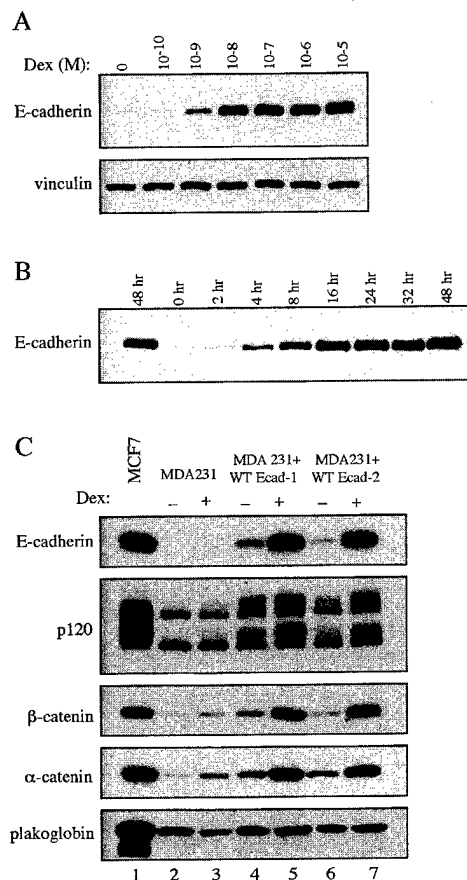 A
Dex (M): 0 10-10 10-9 10-8 10-7 10-6 10-5
E-cadherin
vinculin
B
48 hr 0 hr 2 hr 4 hr 8 hr 16 hr 24 hr 32 hr 48 hr
E-cadherin
C
MCF7 MDA231 MDA 231+ WT Ecad-1 MDA 231+ WT Ecad-2
Dex: – + – + – +
E-cadherin
p120
β-catenin
α-catenin
plakoglobin
1 2 3 4 5 6 7